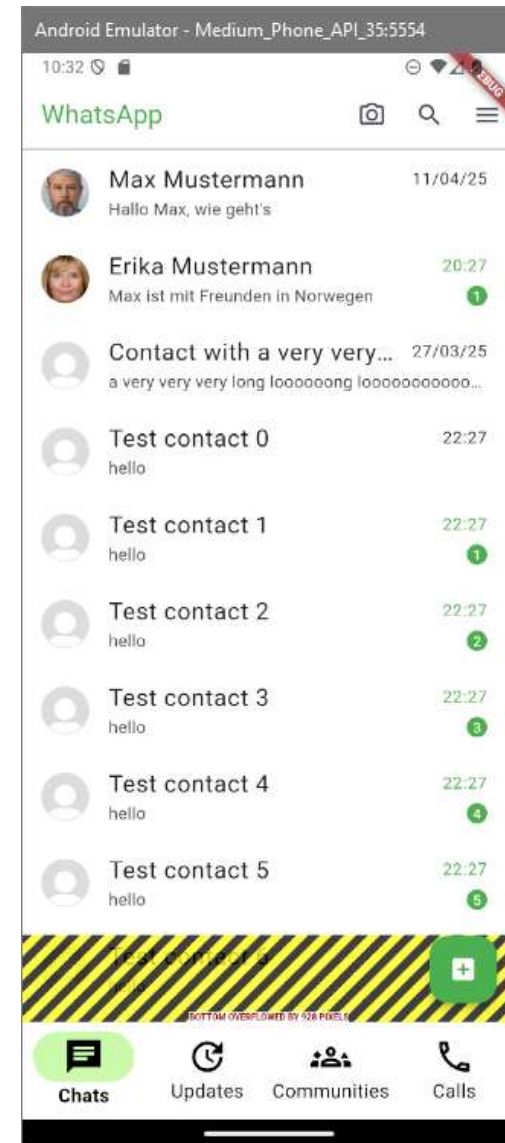 Android Emulator - Medium_Phone_API_35:5554
10:32
WhatsApp
Max Mustermann 11/04/25
Hallo Max, wie geht's
Erika Mustermann 20:27
Max ist mit Freunden in Norwegen 1
Contact with a very very... 27/03/25
a very very very long loooooong looooooooooo...
Test contact 0 22:27
hello
Test contact 1 22:27
hello 1
Test contact 2 22:27
hello 2
Test contact 3 22:27
hello 3
Test contact 4 22:27
hello 4
Test contact 5 22:27
hello 5
Test contact 6
hello
BOTTOM OVERFLOWED BY 928 PIXELS
Chats Updates Communities Calls